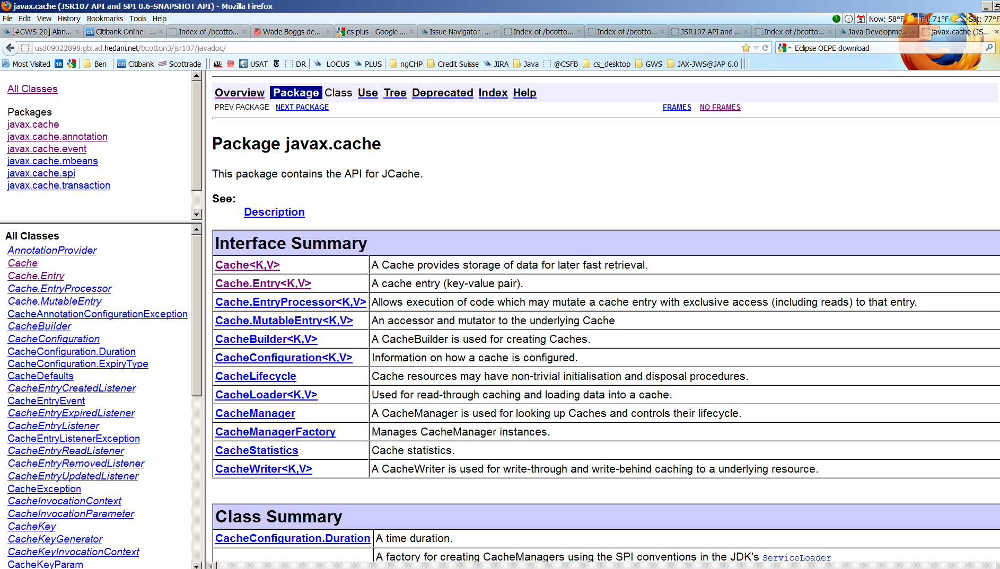 javax.cache (JSR107 API and SPI 0.6-SNAPSHOT API) - Mozilla Firefox
File Edit View History Bookmarks Tools Help
5 Now: 58°F Fri: 71°F Sat: 77°F
[#GWS-20] Alan... × Citibank Online - ... × Index of /bcotto... × Wade Boggs de... × cs plus - Google ... × Issue Navigator -... × Index of /bcotto... × Index of /bcotto... × JSR107 API and ... × Index of /bcotto... × Java Developme... × javax.cache (JS... ×
usd09022898.gbl.ad.hedani.net/bcotton3/jsr107/javadoc/ Eclipse OEPE download
Most Visited 10 Ben citi Citibank Scottrade USAT DR LOCUS PLUS ngCHP Credit Suisse JIRA Java @CSFB cs_desktop GWS JAX-JWS@JAP 6.0
All Classes
Packages
javax.cache
javax.cache.annotation
javax.cache.event
javax.cache.mbeans
javax.cache.spi
javax.cache.transaction
All Classes
AnnotationProvider
Cache
Cache.Entry
Cache.EntryProcessor
Cache.MutableEntry
CacheAnnotationConfigurationException
CacheBuilder
CacheConfiguration
CacheConfiguration.Duration
CacheConfiguration.ExpiryType
CacheDefaults
CacheEntryCreatedListener
CacheEntryEvent
CacheEntryExpiredListener
CacheEntryListener
CacheEntryListenerException
CacheEntryReadListener
CacheEntryRemovedListener
CacheEntryUpdatedListener
CacheException
CacheInvocationContext
CacheInvocationParameter
CacheKey
CacheKeyGenerator
CacheKeyInvocationContext
CacheKeyParam
Overview Package Class Use Tree Deprecated Index Help
PREV PACKAGE NEXT PACKAGE FRAMES NO FRAMES
Package javax.cache
This package contains the API for JCache.
See:
Description
Interface Summary
Cache<K,V> A Cache provides storage of data for later fast retrieval.
Cache.Entry<K,V> A cache entry (key-value pair).
Cache.EntryProcessor<K,V> Allows execution of code which may mutate a cache entry with exclusive access (including reads) to that entry.
Cache.MutableEntry<K,V> An accessor and mutator to the underlying Cache
CacheBuilder<K,V> A CacheBuilder is used for creating Caches.
CacheConfiguration<K,V> Information on how a cache is configured.
CacheLifecycle Cache resources may have non-trivial initialisation and disposal procedures.
CacheLoader<K,V> Used for read-through caching and loading data into a cache.
CacheManager A CacheManager is used for looking up Caches and controls their lifecycle.
CacheManagerFactory Manages CacheManager instances.
CacheStatistics Cache statistics.
CacheWriter<K,V> A CacheWriter is used for write-through and write-behind caching to a underlying resource.
Class Summary
CacheConfiguration.Duration A time duration.
A factory for creating CacheManagers using the SPI conventions in the JDK's ServiceLoader